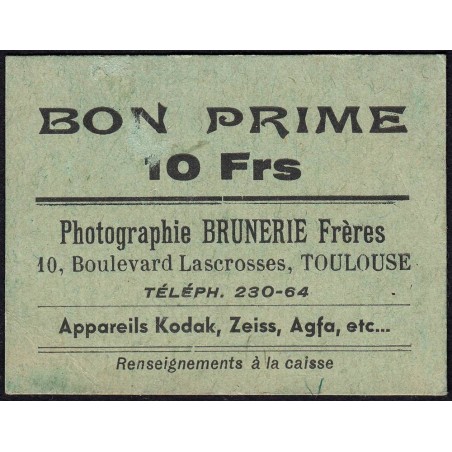 BON PRIME
10 Frs
Photographie BRUNERIE Frères
10, Boulevard Lascrosses, TOULOUSE
TÉLÉPH. 230-64
Appareils Kodak, Zeiss, Agfa, etc...
Renseignements à la caisse